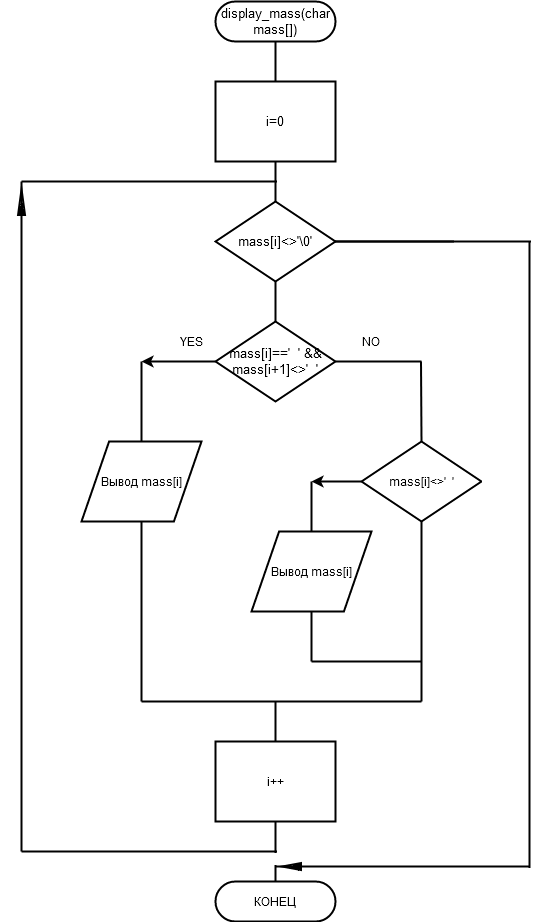 display_mass(char
mass[])
i=0
mass[i]<>'\0'
YES
NO
mass[i]==' ' &&
mass[i+1]<>' '
Вывод mass[i]
mass[i]<>' '
Вывод mass[i]
i++
КОНЕЦ